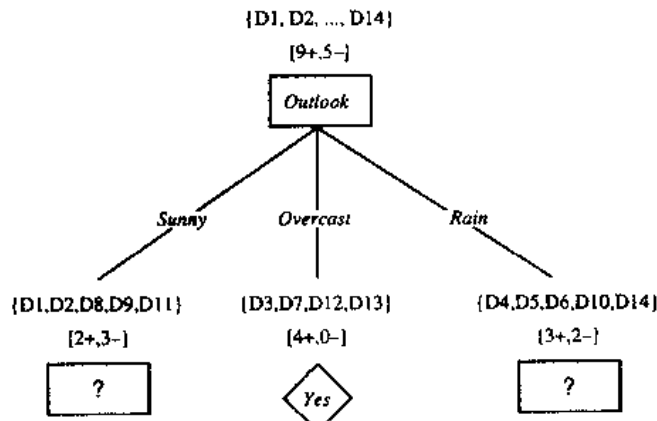 {D1, D2, ..., D14}
[9+,5−]
Outlook
Sunny Overcast Rain
{D1,D2,D8,D9,D11} {D3,D7,D12,D13} {D4,D5,D6,D10,D14}
[2+,3−] [4+,0−] [3+,2−]
? Yes ?